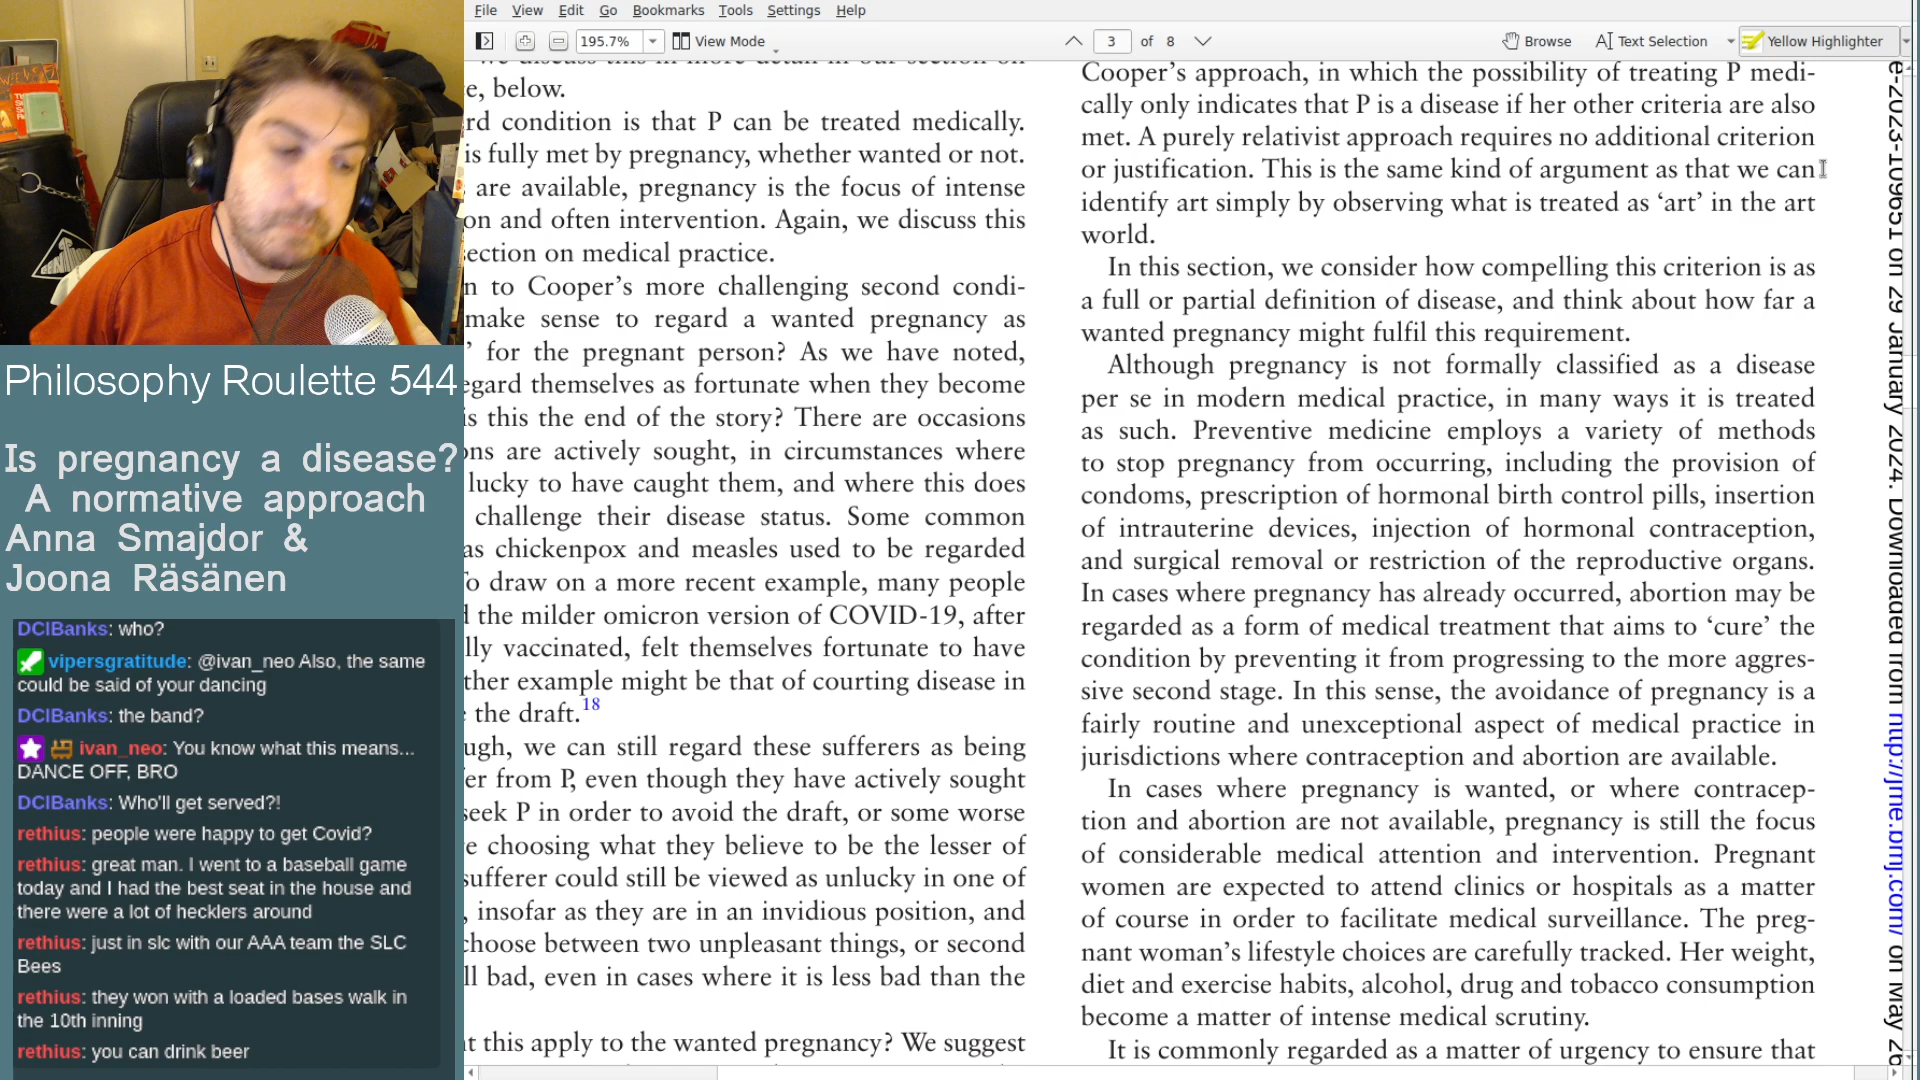 File View Edit Go Bookmarks Tools Settings Help
195.7% View Mode 3 of 8 Browse Text Selection Yellow Highlighter
Philosophy Roulette 544
Is pregnancy a disease?
A normative approach
Anna Smajdor &
Joona Räsänen
DCIBanks: who?
vipersgratitude: @ivan_neo Also, the same
could be said of your dancing
DCIBanks: the band?
ivan_neo: You know what this means...
DANCE OFF, BRO
DCIBanks: Who'll get served?!
rethius: people were happy to get Covid?
rethius: great man. I went to a baseball game
today and I had the best seat in the house and
there were a lot of hecklers around
rethius: just in slc with our AAA team the SLC
Bees
rethius: they won with a loaded bases walk in
the 10th inning
rethius: you can drink beer
we discuss this in more detail in our section on
e, below.
rd condition is that P can be treated medically.
is fully met by pregnancy, whether wanted or not.
are available, pregnancy is the focus of intense
on and often intervention. Again, we discuss this
ection on medical practice.
n to Cooper's more challenging second condi-
make sense to regard a wanted pregnancy as
' for the pregnant person? As we have noted,
egard themselves as fortunate when they become
is this the end of the story? There are occasions
ons are actively sought, in circumstances where
lucky to have caught them, and where this does
challenge their disease status. Some common
as chickenpox and measles used to be regarded
To draw on a more recent example, many people
d the milder omicron version of COVID-19, after
lly vaccinated, felt themselves fortunate to have
ther example might be that of courting disease in
the draft.18
ugh, we can still regard these sufferers as being
er from P, even though they have actively sought
seek P in order to avoid the draft, or some worse
e choosing what they believe to be the lesser of
sufferer could still be viewed as unlucky in one of
, insofar as they are in an invidious position, and
choose between two unpleasant things, or second
ll bad, even in cases where it is less bad than the
t this apply to the wanted pregnancy? We suggest
Cooper's approach, in which the possibility of treating P medi-
cally only indicates that P is a disease if her other criteria are also
met. A purely relativist approach requires no additional criterion
or justification. This is the same kind of argument as that we can
identify art simply by observing what is treated as 'art' in the art
world.
In this section, we consider how compelling this criterion is as
a full or partial definition of disease, and think about how far a
wanted pregnancy might fulfil this requirement.
Although pregnancy is not formally classified as a disease
per se in modern medical practice, in many ways it is treated
as such. Preventive medicine employs a variety of methods
to stop pregnancy from occurring, including the provision of
condoms, prescription of hormonal birth control pills, insertion
of intrauterine devices, injection of hormonal contraception,
and surgical removal or restriction of the reproductive organs.
In cases where pregnancy has already occurred, abortion may be
regarded as a form of medical treatment that aims to 'cure' the
condition by preventing it from progressing to the more aggres-
sive second stage. In this sense, the avoidance of pregnancy is a
fairly routine and unexceptional aspect of medical practice in
jurisdictions where contraception and abortion are available.
In cases where pregnancy is wanted, or where contracep-
tion and abortion are not available, pregnancy is still the focus
of considerable medical attention and intervention. Pregnant
women are expected to attend clinics or hospitals as a matter
of course in order to facilitate medical surveillance. The preg-
nant woman's lifestyle choices are carefully tracked. Her weight,
diet and exercise habits, alcohol, drug and tobacco consumption
become a matter of intense medical scrutiny.
It is commonly regarded as a matter of urgency to ensure that
e-2023-109651 on 29 January 2024. Downloaded from http://jme.bmj.com/ on May 26